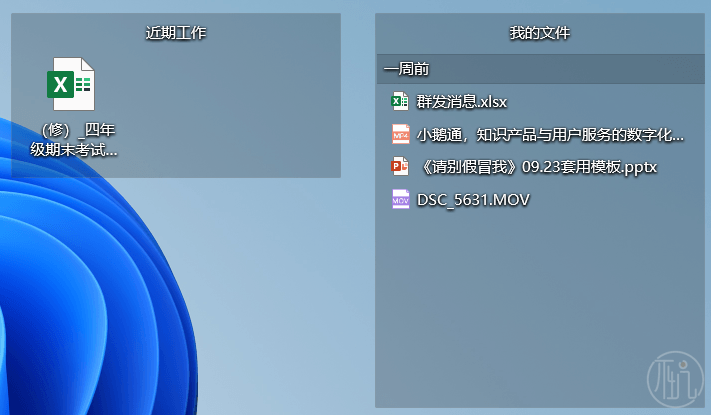 近期工作
（修）_四年
级期末考试...
我的文件
一周前
群发消息.xlsx
小鹅通，知识产品与用户服务的数字化...
《请别假冒我》09.23套用模板.pptx
DSC_5631.MOV
X
X
MP4
P
MOV